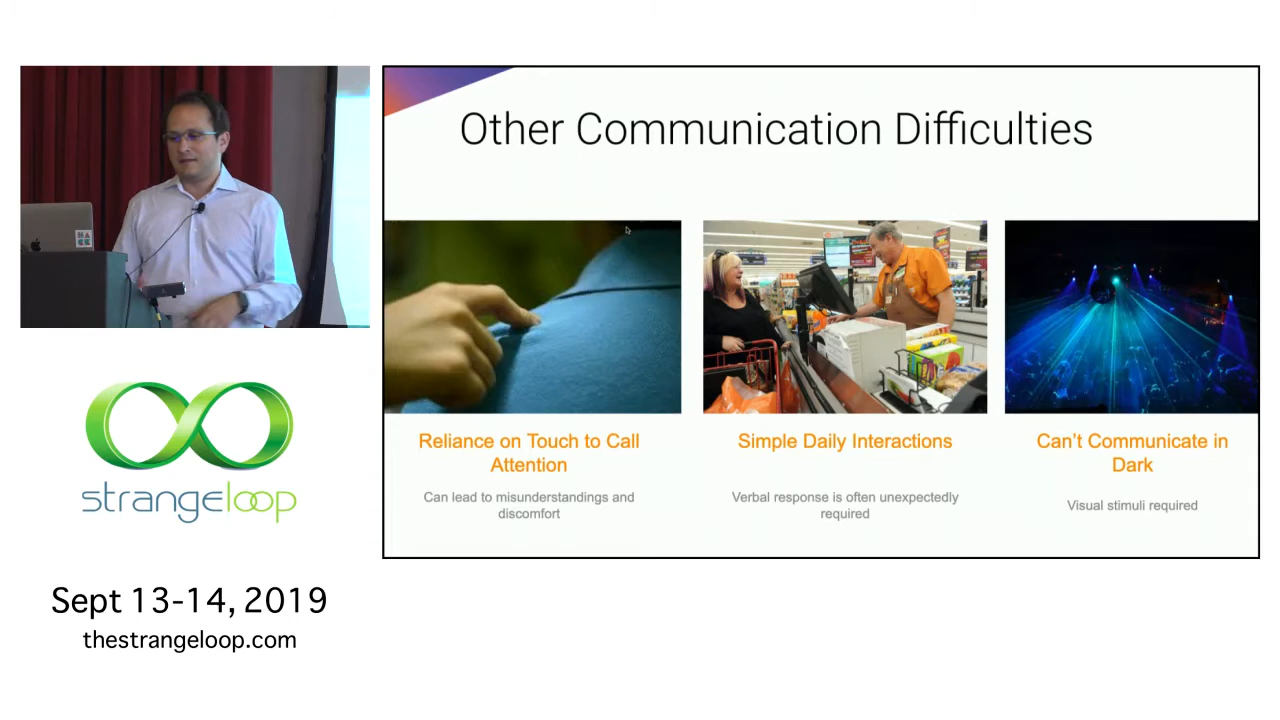 Other Communication Difficulties
Reliance on Touch to Call
Attention
Can lead to misunderstandings and
discomfort
Simple Daily Interactions
Verbal response is often unexpectedly
required
Can't Communicate in
Dark
Visual stimuli required
HA
CK
strangeloop
Sept 13-14, 2019
thestrangeloop.com